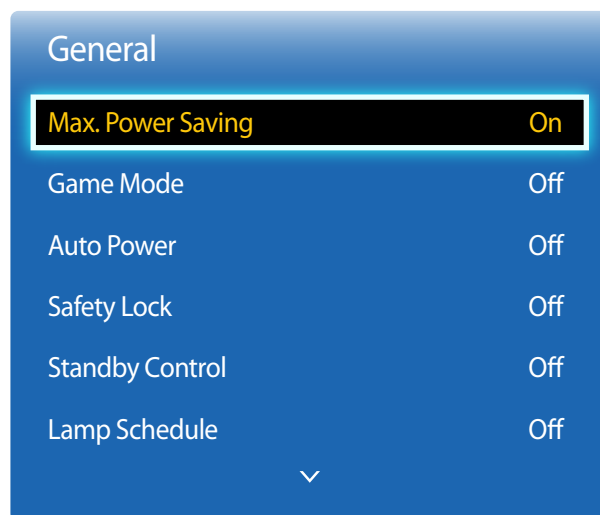 General
Max. Power Saving On
Game Mode Off
Auto Power Off
Safety Lock Off
Standby Control Off
Lamp Schedule Off